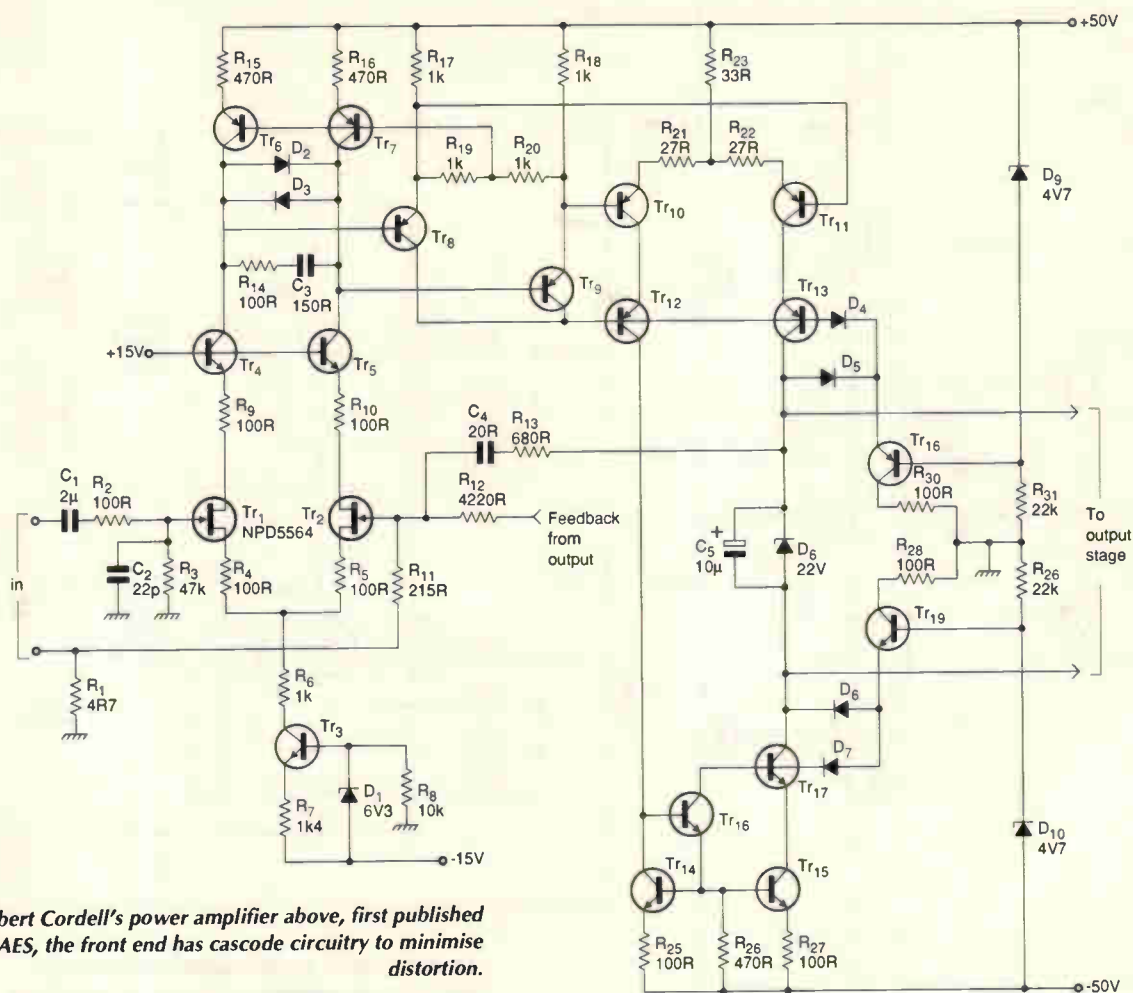 +50V
R15
470R
R16
470R
R17
1k
R18
1k
R23
33R
Tr6
Tr7
D2
D3
R19
1k
R20
1k
R21
27R
R22
27R
D9
4V7
Tr8
Tr10
Tr11
R14
100R
C3
150R
Tr9
Tr12
Tr13
D4
D5
+15V
Tr4
Tr5
R9
100R
R10
100R
C4
20R
R13
680R
Tr16
R30
100R
R31
22k
C1
2μ
R2
100R
Tr1
NPD5564
Tr2
R12
4220R
Feedback
from
output
C5
10μ
+
D6
22V
R28
100R
R26
22k
To
output
stage
in
C2
22p
R3
47k
R4
100R
R5
100R
R11
215R
Tr19
R1
4R7
R6
1k
D6
D7
Tr3
Tr17
R7
1k4
D1
6V3
R8
10k
Tr16
D10
4V7
-15V
Tr14
Tr15
R25
100R
R26
470R
R27
100R
-50V
bert Cordell's power amplifier above, first published
AES, the front end has cascode circuitry to minimise
distortion.